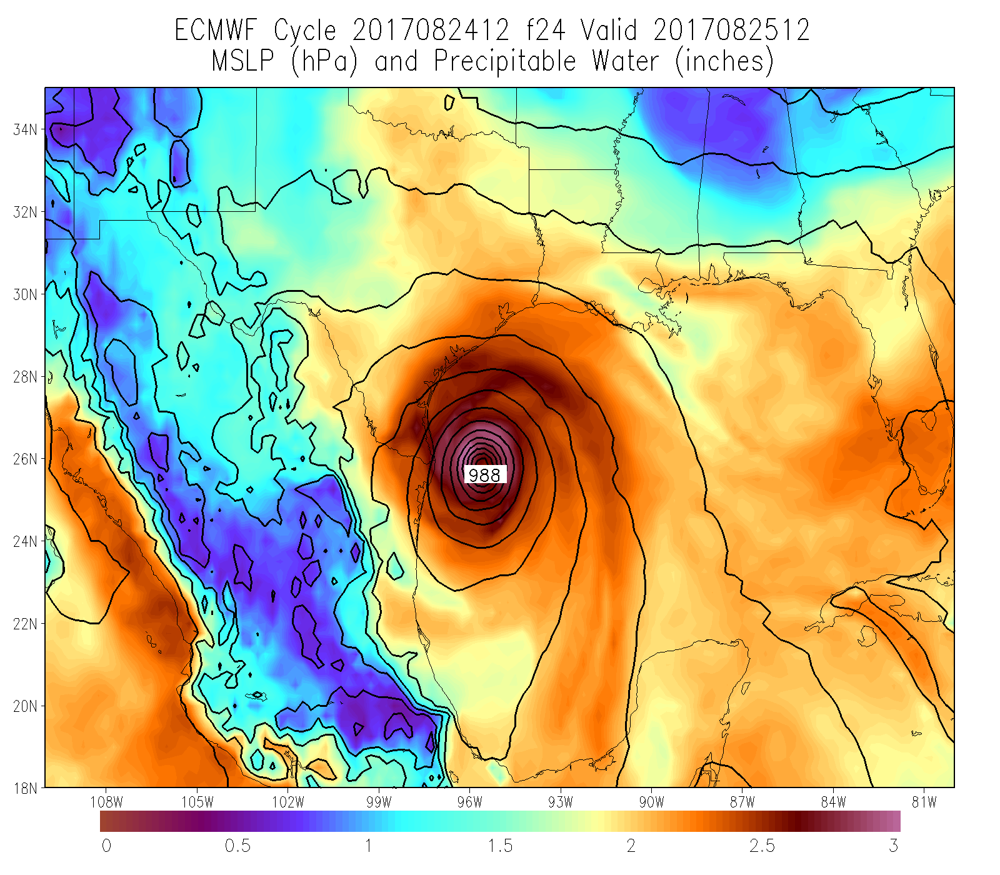 ECMWF Cycle 2017082412 f24 Valid 2017082512
MSLP (hPa) and Precipitable Water (inches)
34N
32N
30N
28N
26N
988
24N
22N
20N
18N
108W 105W 102W 99W 96W 93W 90W 87W 84W 81W
0 0.5 1 1.5 2 2.5 3